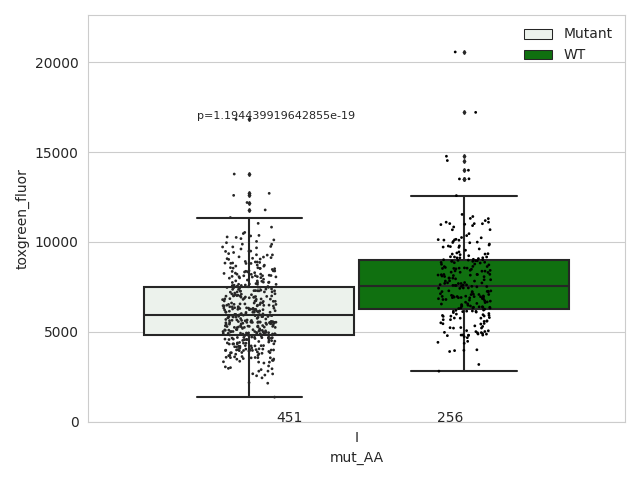 Mutant
WT
p=1.194439919642855e-19
toxgreen_fluor
20000
15000
10000
5000
0
451
256
I
mut_AA